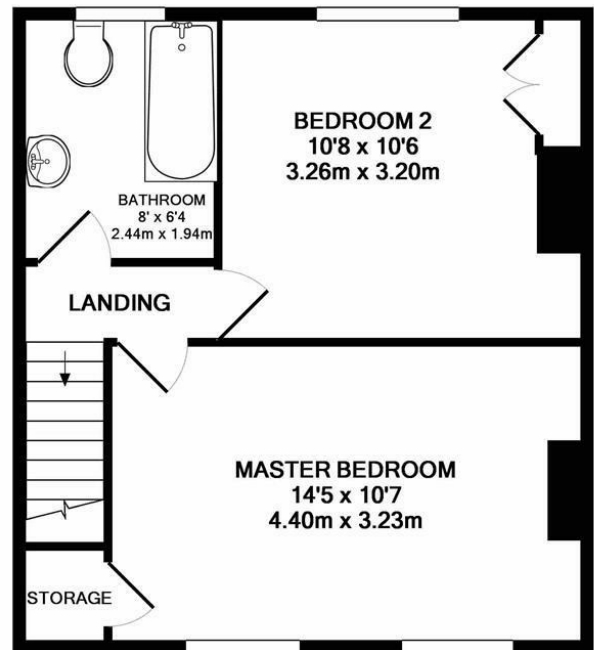 BEDROOM 2
10'8 x 10'6
3.26m x 3.20m
BATHROOM
8' x 6'4
2.44m x 1.94m
LANDING
MASTER BEDROOM
14'5 x 10'7
4.40m x 3.23m
STORAGE